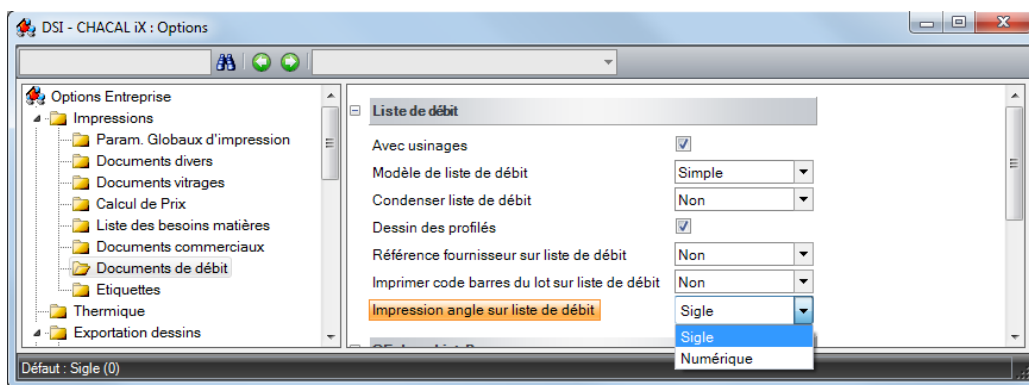 DSI - CHACAL iX : Options
Options Entreprise
Impressions
Param. Globaux d'impression
Documents divers
Documents vitrages
Calcul de Prix
Liste des besoins matières
Documents commerciaux
Documents de débit
Etiquettes
Thermique
Exportation dessins
Liste de débit
Avec usinages
Modèle de liste de débit Simple
Condenser liste de débit Non
Dessin des profilés
Référence fournisseur sur liste de débit Non
Imprimer code barres du lot sur liste de débit Non
Impression angle sur liste de débit Sigle
Sigle
Numérique
Défaut : Sigle (0)